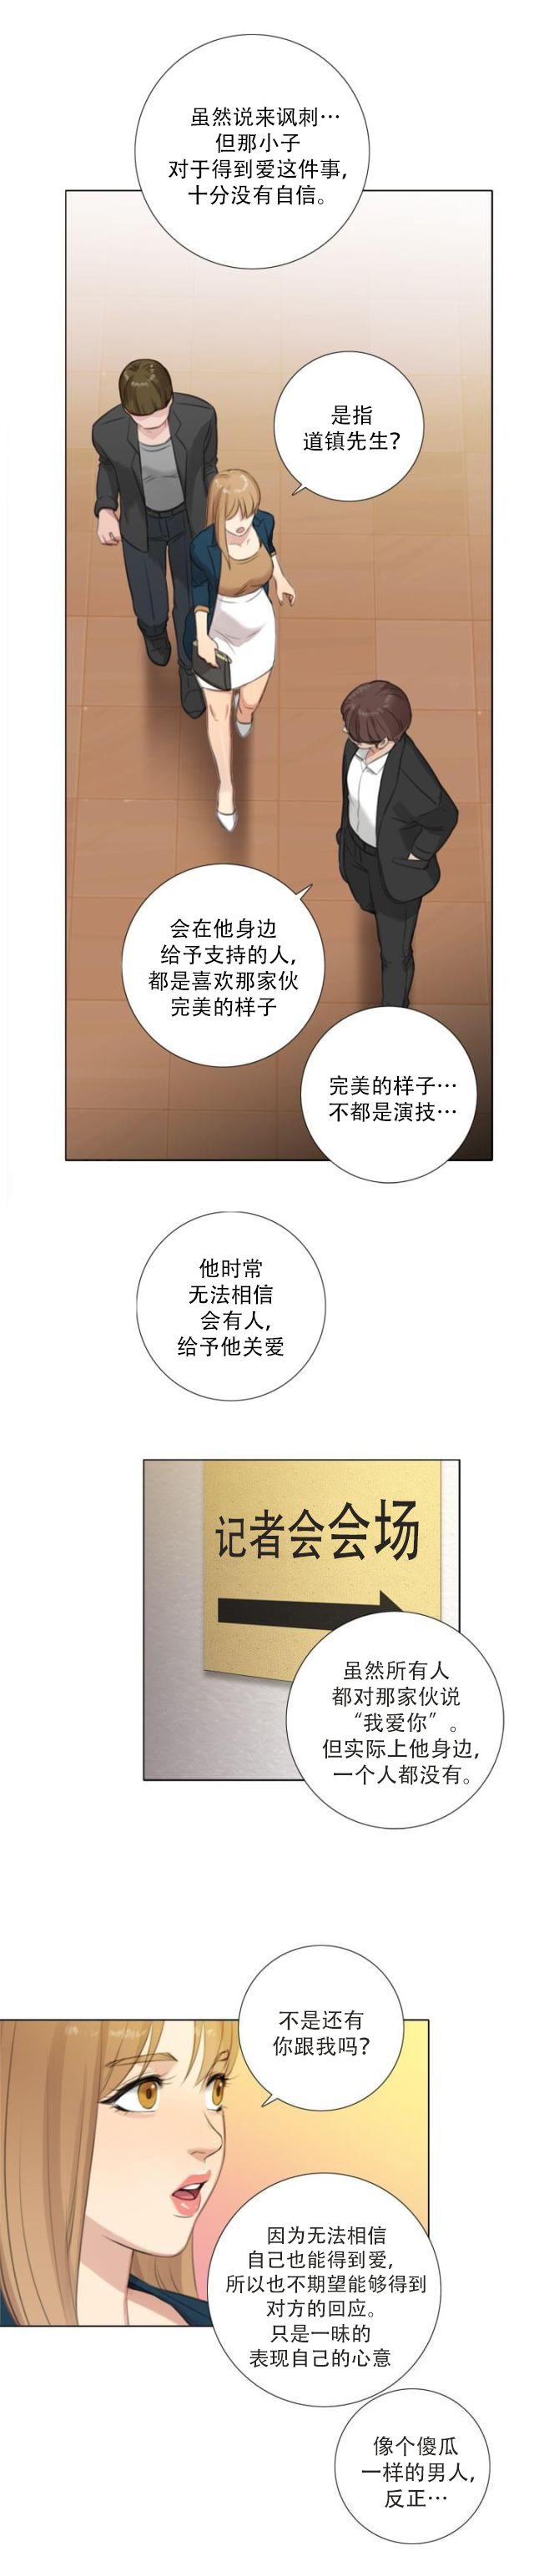 虽然说来讽刺…
但那小子
对于得到爱这件事,
十分没有自信。
是指
道镇先生?
会在他身边
给予支持的人,
都是喜欢那家伙
完美的样子
完美的样子…
不都是演技…
他时常
无法相信
会有人,
给予他关爱
记者会会场
虽然所有人
都对那家伙说
“我爱你”。
但实际上他身边,
一个人都没有。
不是还有
你跟我吗?
因为无法相信
自己也能得到爱,
所以也不期望能够得到
对方的回应。
只是一昧的
表现自己的心意
像个傻瓜
一样的男人,
反正…